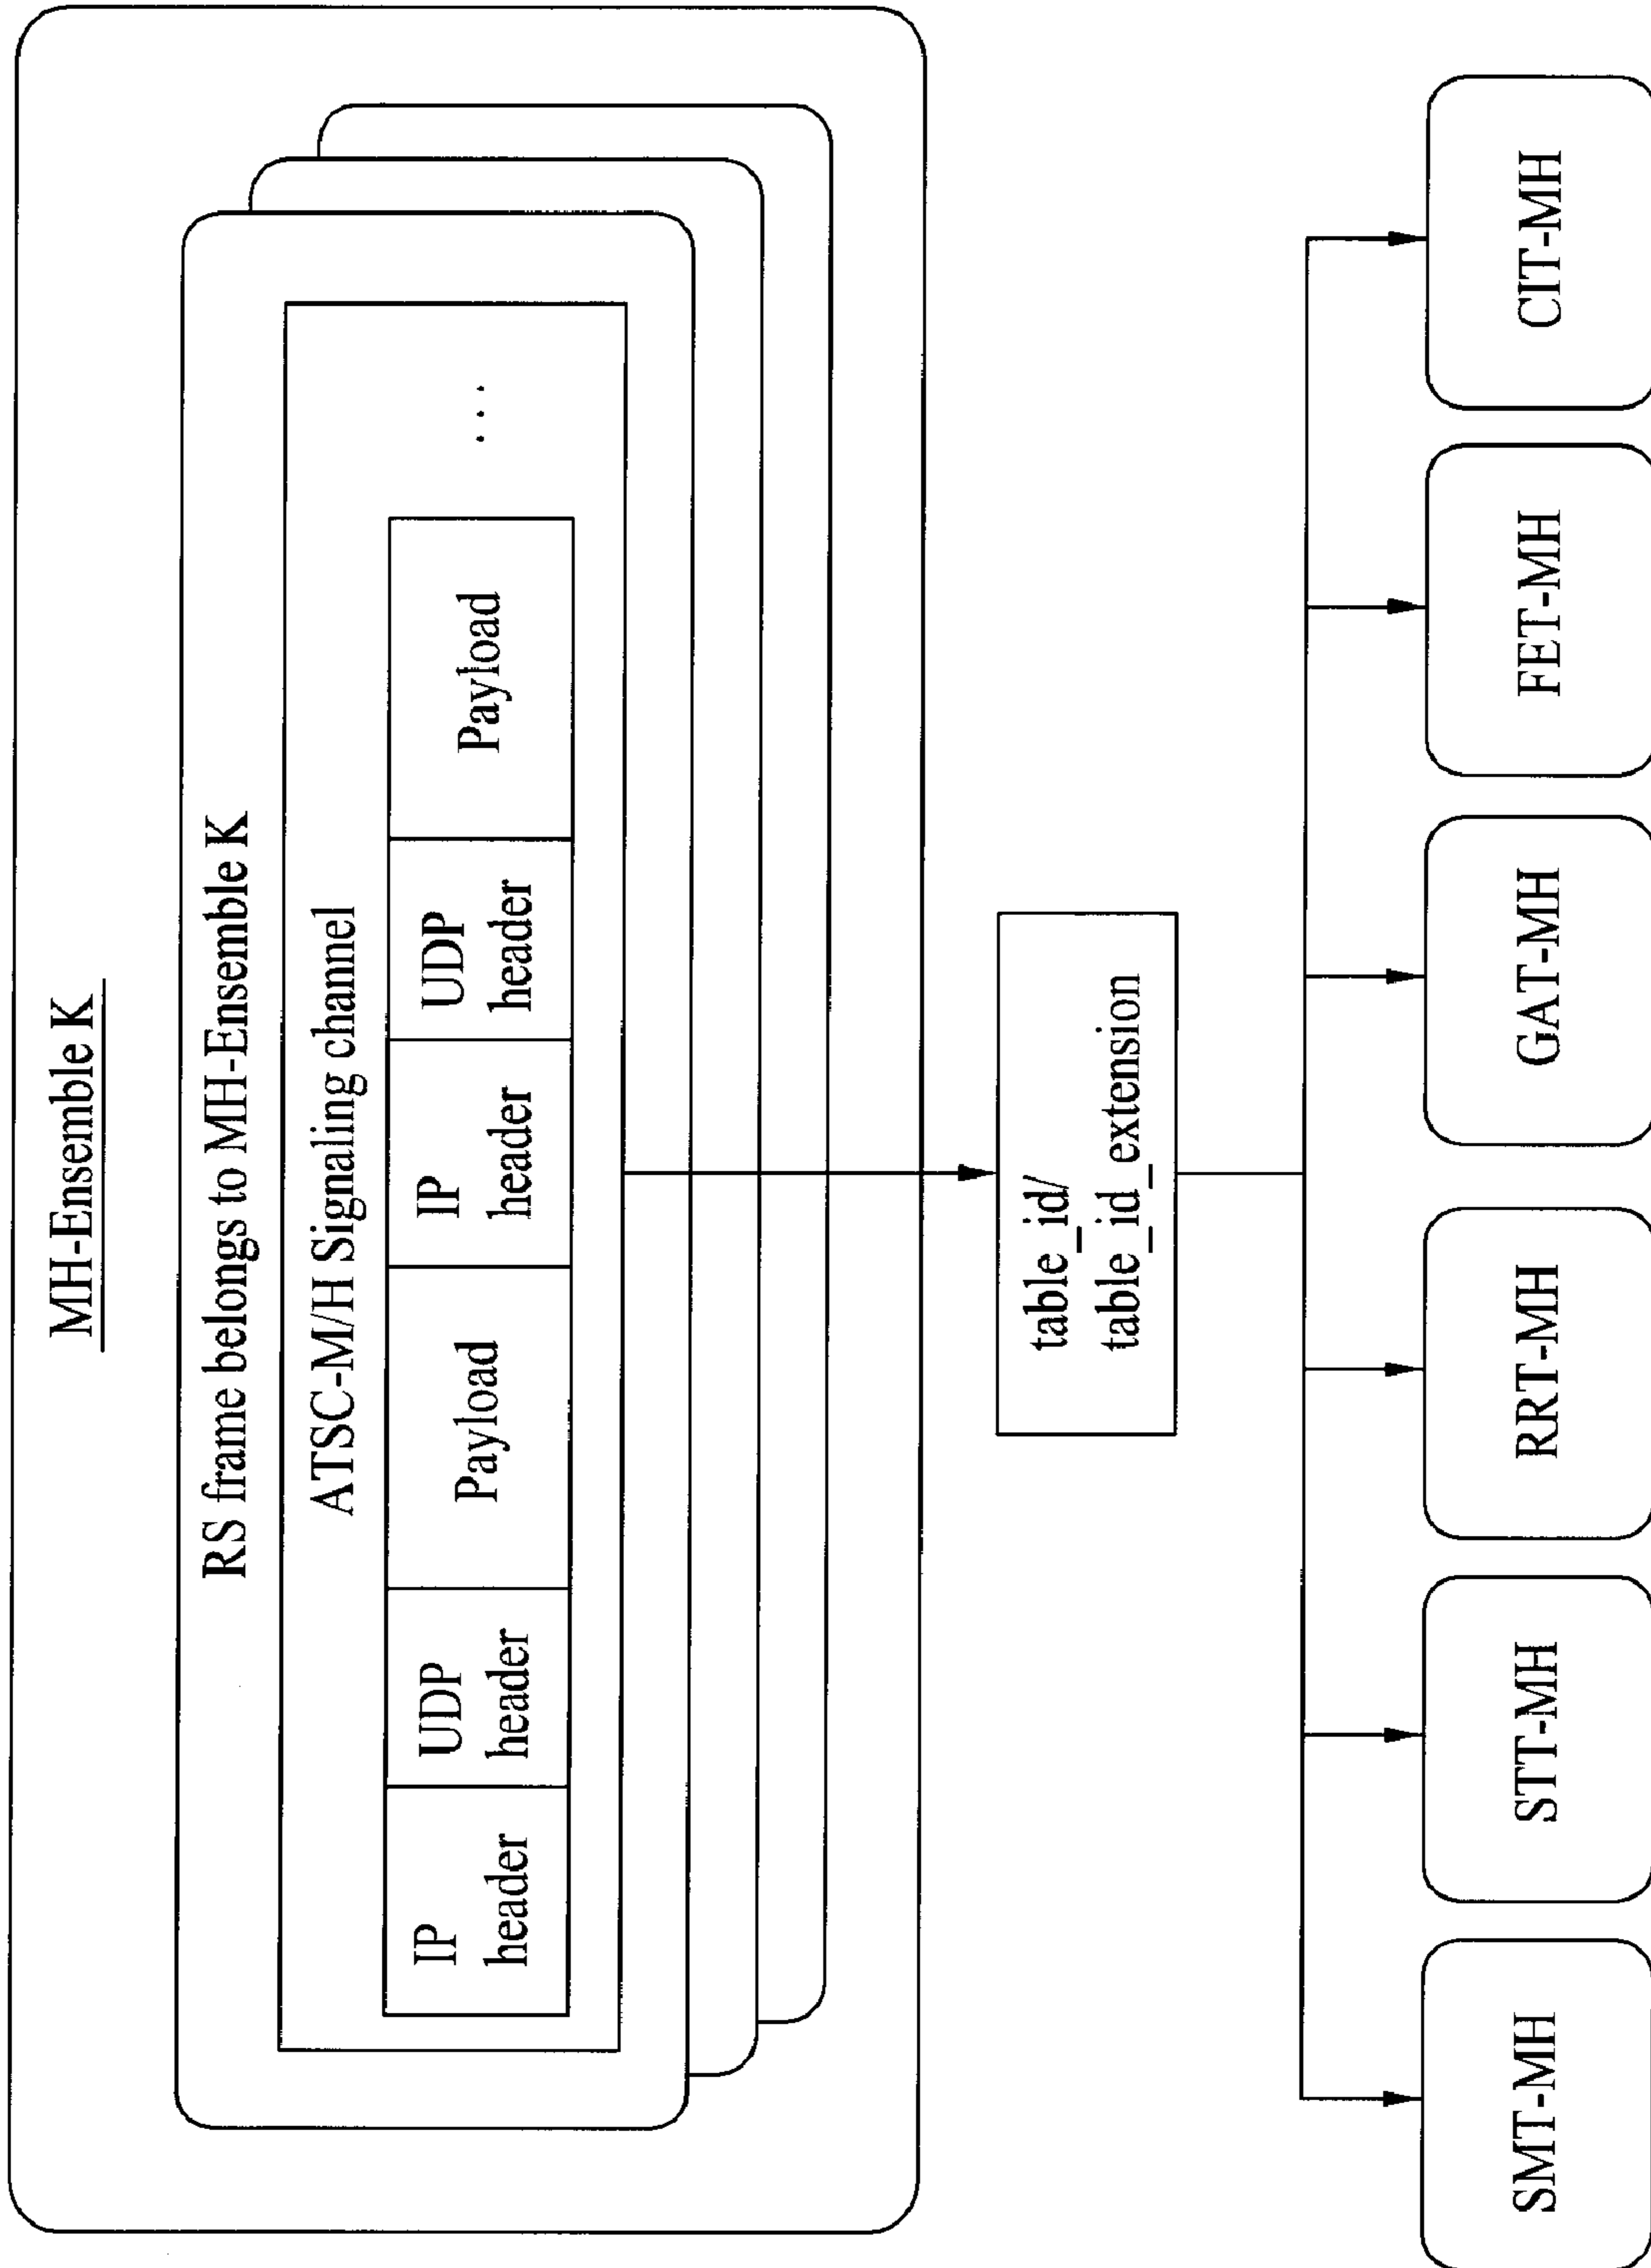 MH-Ensemble K
RS frame belongs to MH-Ensemble K
ATSC-M/H Signaling channel
IP
header
UDP
header
Payload
IP
header
UDP
header
Payload
...
table_id/
table_id_extension
SMT-MH
STT-MH
RRT-MH
GAT-MH
FET-MH
CIT-MH